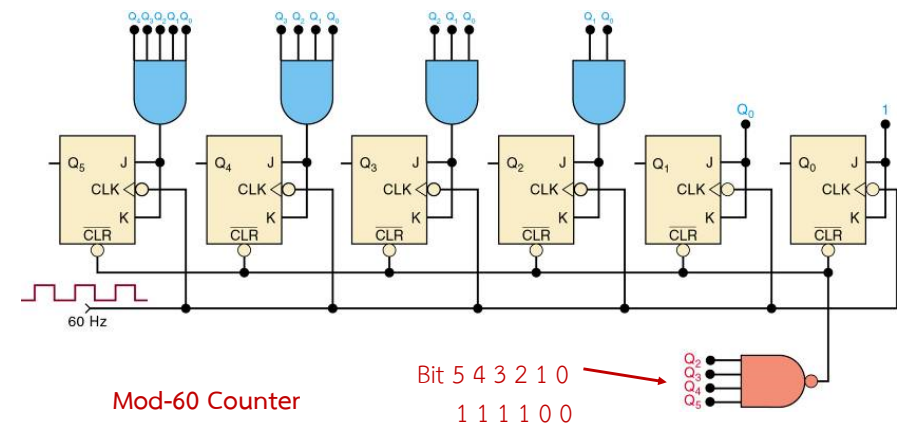 Q4 Q3 Q2 Q1 Q0
Q3 Q2 Q1 Q0
Q2 Q1 Q0
Q1 Q0
Q0
1
Q5 J CLK K CLR
Q4 J CLK K CLR
Q3 J CLK K CLR
Q2 J CLK K CLR
Q1 J CLK K CLR
Q0 J CLK K CLR
60 Hz
Q2
Q3
Q4
Q5
Bit 5 4 3 2 1 0
1 1 1 1 0 0
Mod-60 Counter